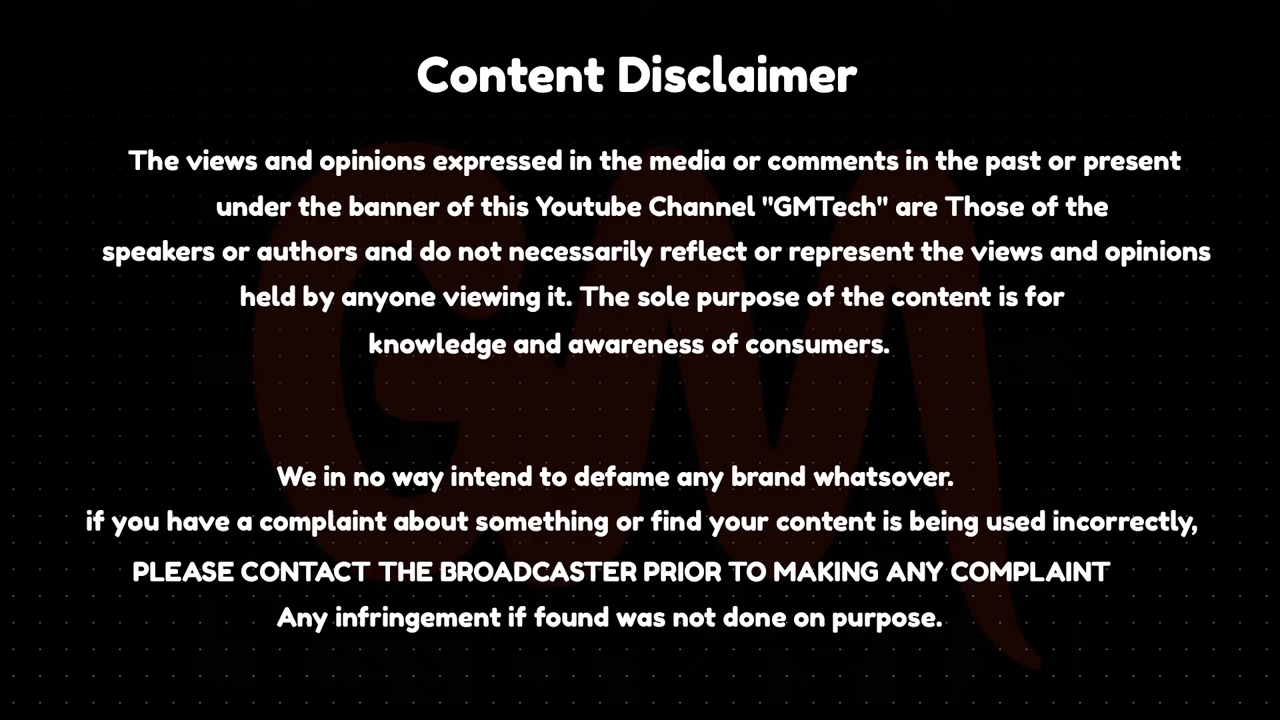 Content Disclaimer
The views and opinions expressed in the media or comments in the past or present
under the banner of this Youtube Channel "GMTech" are Those of the
speakers or authors and do not necessarily reflect or represent the views and opinions
held by anyone viewing it. The sole purpose of the content is for
knowledge and awareness of consumers.
We in no way intend to defame any brand whatsover.
if you have a complaint about something or find your content is being used incorrectly,
PLEASE CONTACT THE BROADCASTER PRIOR TO MAKING ANY COMPLAINT
Any infringement if found was not done on purpose.
GM